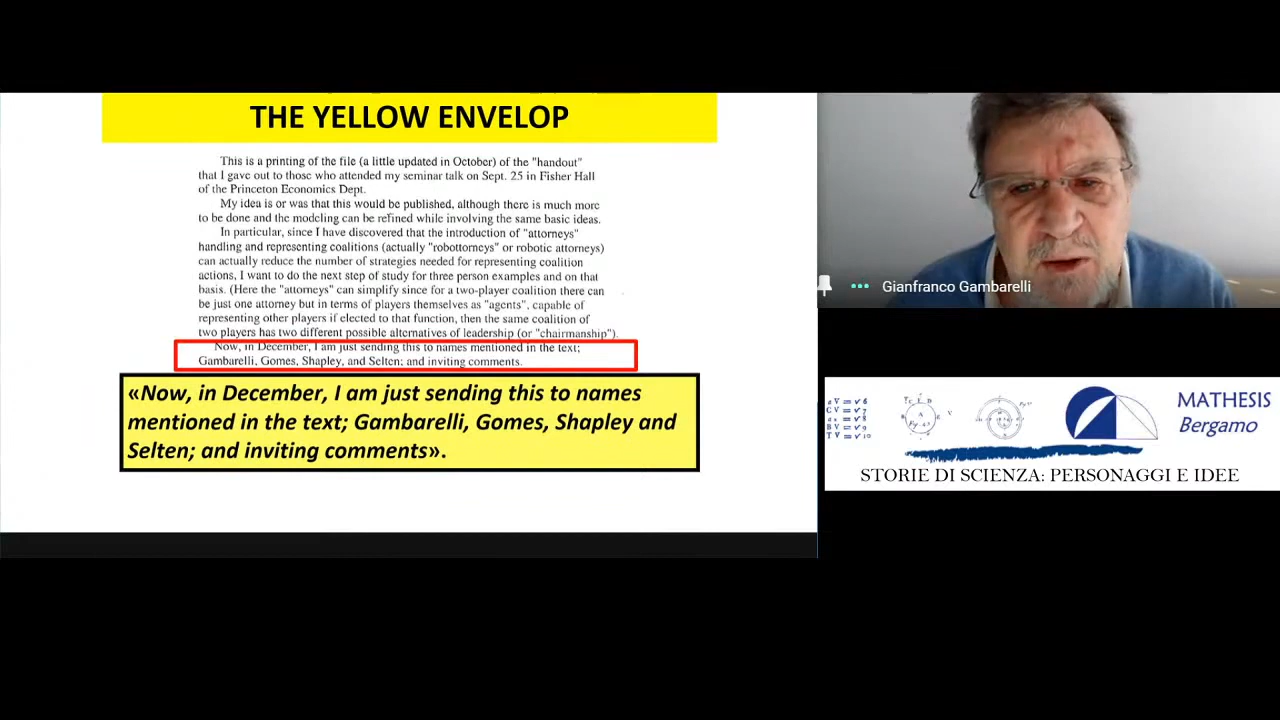 THE YELLOW ENVELOP
This is a printing of the file (a little updated in October) of the "handout"
that I gave out to those who attended my seminar talk on Sept. 25 in Fisher Hall
of the Princeton Economics Dept.
My idea is or was that this would be published, although there is much more
to be done and the modeling can be refined while involving the same basic ideas.
In particular, since I have discovered that the introduction of "attorneys"
handling and representing coalitions (actually "robottorneys" or robotic attorneys)
can actually reduce the number of strategies needed for representing coalition
actions, I want to do the next step of study for three person examples and on that
basis. (Here the "attorneys" can simplify since for a two-player coalition there can
be just one attorney but in terms of players themselves as "agents", capable of
representing other players if elected to that function, then the same coalition of
two players has two different possible alternatives of leadership (or "chairmanship").
Now, in December, I am just sending this to names mentioned in the text;
Gambarelli, Gomes, Shapley, and Selten; and inviting comments.
«Now, in December, I am just sending this to names
mentioned in the text; Gambarelli, Gomes, Shapley and
Selten; and inviting comments».
Gianfranco Gambarelli
MATHESIS
Bergamo
STORIE DI SCIENZA: PERSONAGGI E IDEE